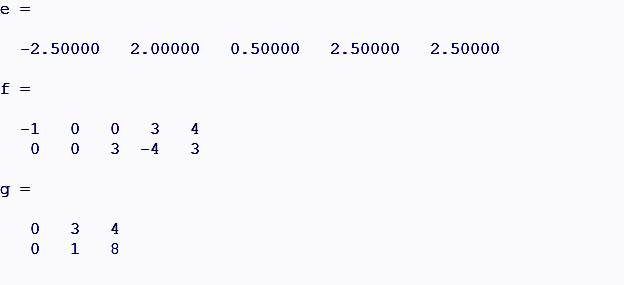 e =
-2.50000 2.00000 0.50000 2.50000 2.50000
f =
-1 0 0 3 4
0 0 3 -4 3
g =
0 3 4
0 1 8